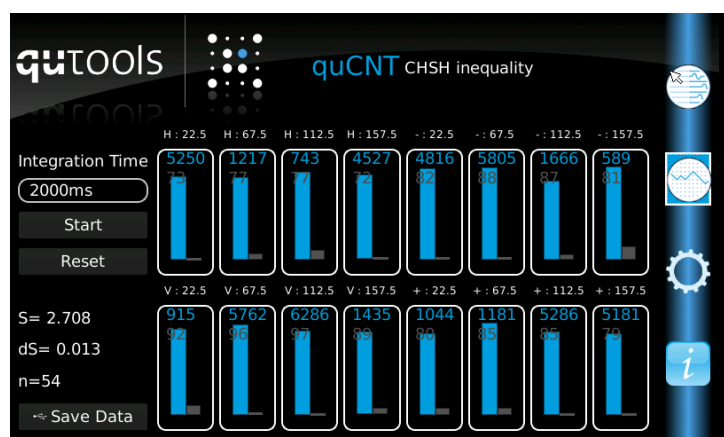 qutools
quCNT CHSH inequality
H : 22.5 H : 67.5 H : 112.5 H : 157.5 - : 22.5 - : 67.5 - : 112.5 - : 157.5
Integration Time
5250 1217 743 4527 4816 5805 1666 589
73 77 77 72 82 88 87 81
2000ms
Start
Reset
V : 22.5 V : 67.5 V : 112.5 V : 157.5 + : 22.5 + : 67.5 + : 112.5 + : 157.5
915 5762 6286 1435 1044 1181 5286 5181
92 96 97 89 80 85 85 79
S= 2.708
dS= 0.013
n=54
Save Data
i